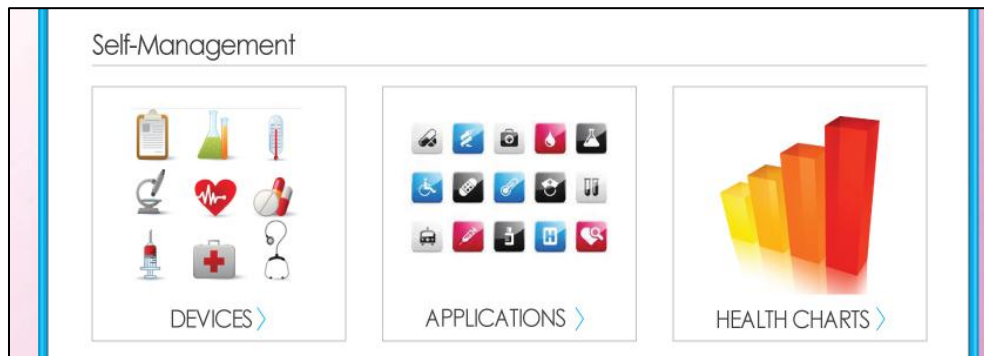 Self-Management
DEVICES
APPLICATIONS
HEALTH CHARTS